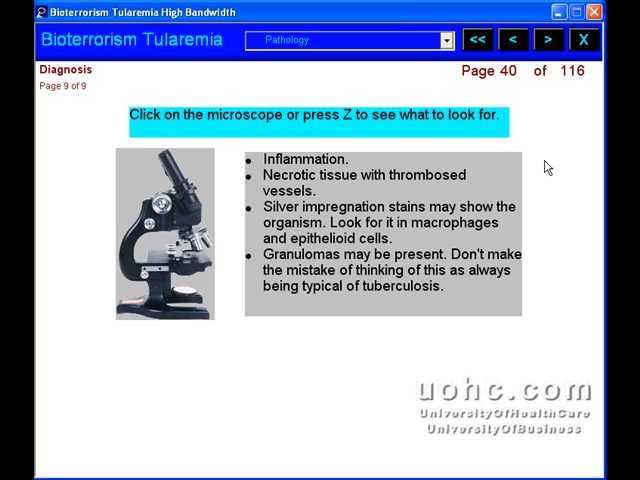 Bioterrorism Tularemia High Bandwidth
Bioterrorism Tularemia
Pathology
<<
<
>
X
Diagnosis
Page 40 of 116
Page 9 of 9
Click on the microscope or press Z to see what to look for.
• Inflammation.
• Necrotic tissue with thrombosed
vessels.
• Silver impregnation stains may show the
organism. Look for it in macrophages
and epithelioid cells.
• Granulomas may be present. Don't make
the mistake of thinking of this as always
being typical of tuberculosis.
uohc.com
UniversityOfHealthCare
UniversityOfBusiness